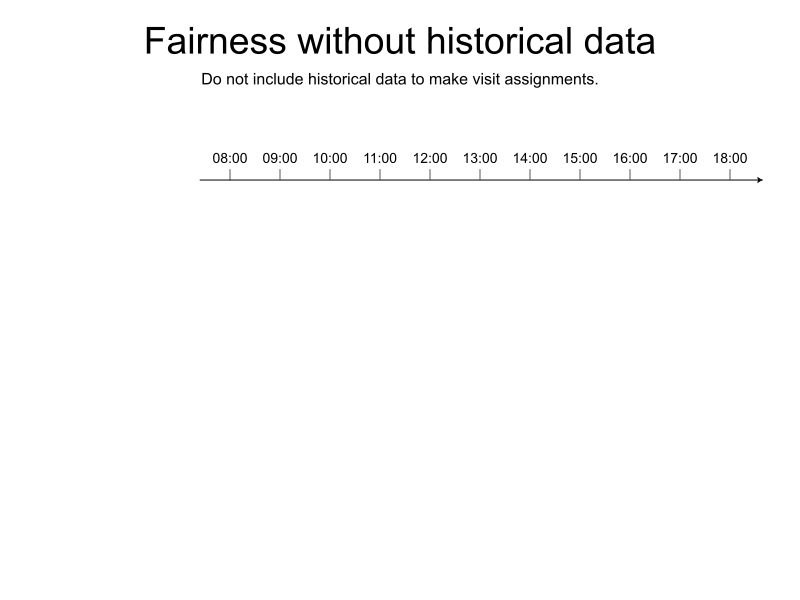 Fairness without historical data
Do not include historical data to make visit assignments.
08:00 09:00 10:00 11:00 12:00 13:00 14:00 15:00 16:00 17:00 18:00